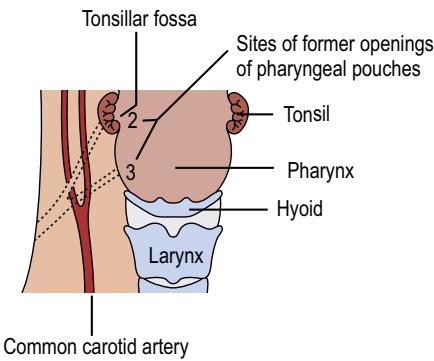 Tonsillar fossa
Sites of former openings
of pharyngeal pouches
2
Tonsil
3
Pharynx
Hyoid
Larynx
Common carotid artery